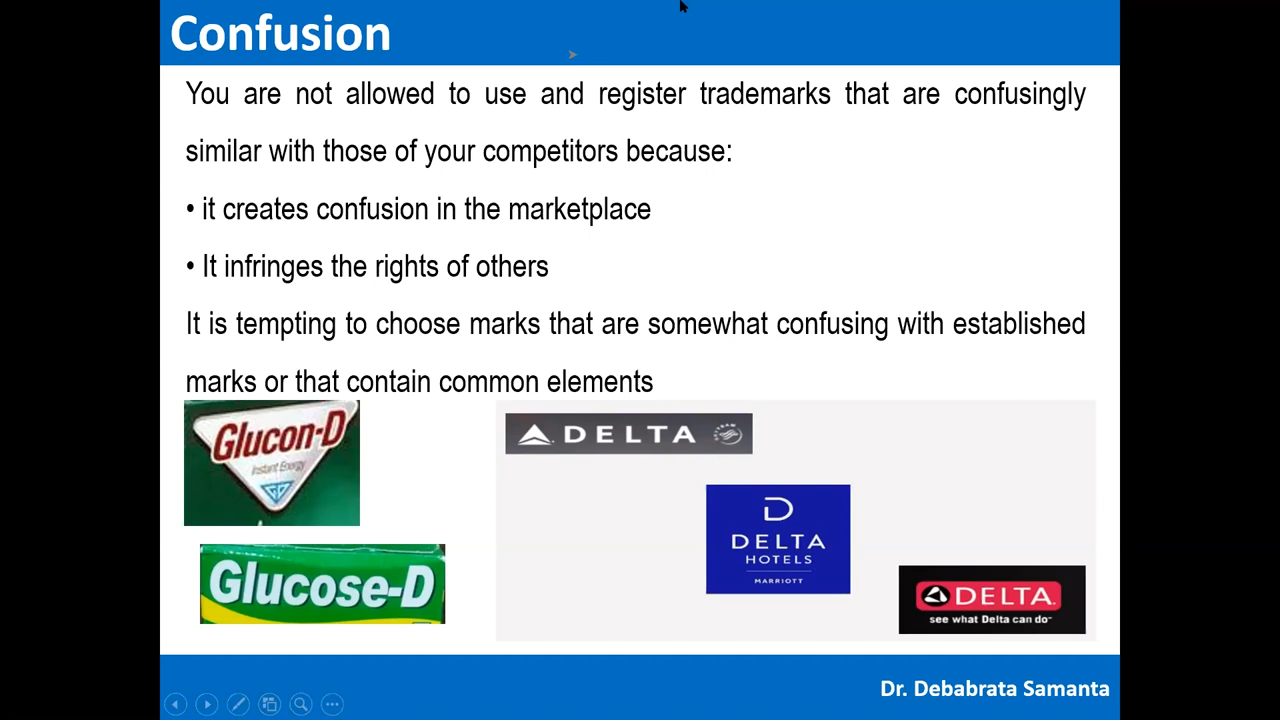 Confusion
You are not allowed to use and register trademarks that are confusingly
similar with those of your competitors because:
• it creates confusion in the marketplace
• It infringes the rights of others
It is tempting to choose marks that are somewhat confusing with established
marks or that contain common elements
Glucon-D
Instant Energy
GD
Glucose-D
DELTA
D
DELTA
HOTELS
MARRIOTT
DELTA
see what Delta can do
Dr. Debabrata Samanta